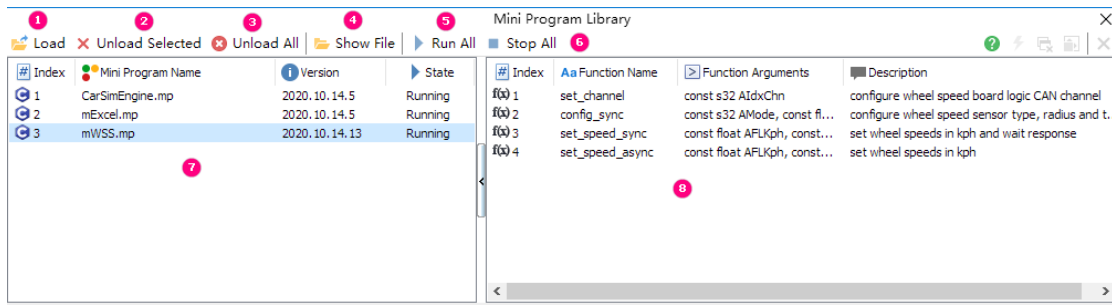 1 2 3 4 5 Mini Program Library
Load Unload Selected Unload All Show File Run All Stop All 6
# Index Mini Program Name Version State # Index Aa Function Name Function Arguments Description
1 CarSimEngine.mp 2020.10.14.5 Running f(x) 1 set_channel const s32 AIdxChn configure wheel speed board logic CAN channel
2 mExcel.mp 2020.10.14.5 Running f(x) 2 config_sync const s32 AMode, const fl... configure wheel speed sensor type, radius and t.
3 mWSS.mp 2020.10.14.13 Running f(x) 3 set_speed_sync const float AFLKph, const... set wheel speeds in kph and wait response
f(x) 4 set_speed_async const float AFLKph, const... set wheel speeds in kph
7 8